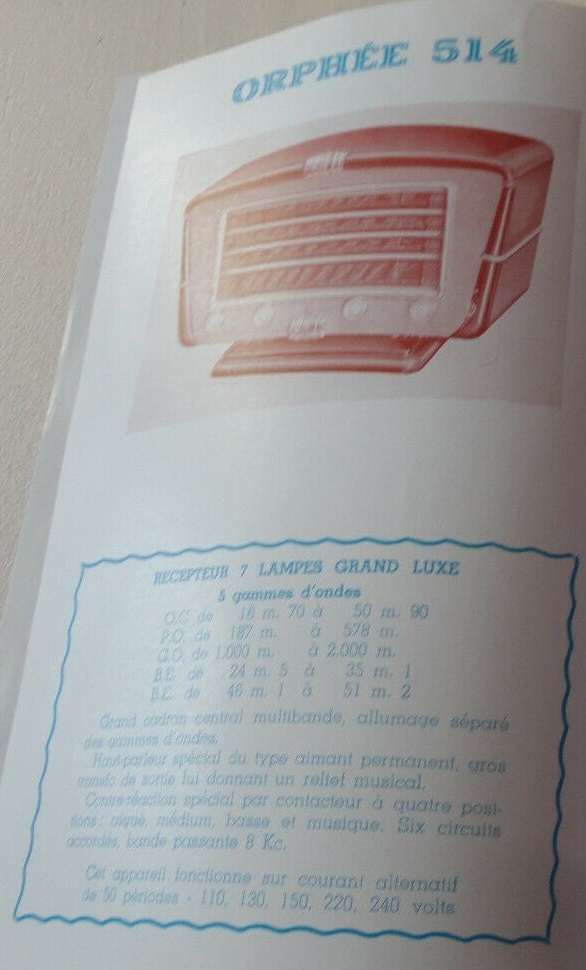 ORPHÉE 514
RECEPTEUR 7 LAMPES GRAND LUXE
5 gammes d'ondes
O.C. de 16 m. 70 à 50 m. 90
P.O. de 187 m. à 578 m.
G.O. de 1.000 m. à 2.000 m.
B.E. de 24 m. 5 à 35 m. 1
B.E. de 46 m. 1 à 51 m. 2
Grand cadran central multibande, allumage séparé
des gammes d'ondes.
Haut-parleur spécial du type aimant permanent, gros
transfo de sortie lui donnant un relief musical.
Contre-réaction spécial par contacteur à quatre posi-
tions : aiguë, médium, basse et musique. Six circuits
accordés, bande passante 8 Kc.
Cet appareil fonctionne sur courant alternatif
de 50 périodes - 110, 130, 150, 220, 240 volts